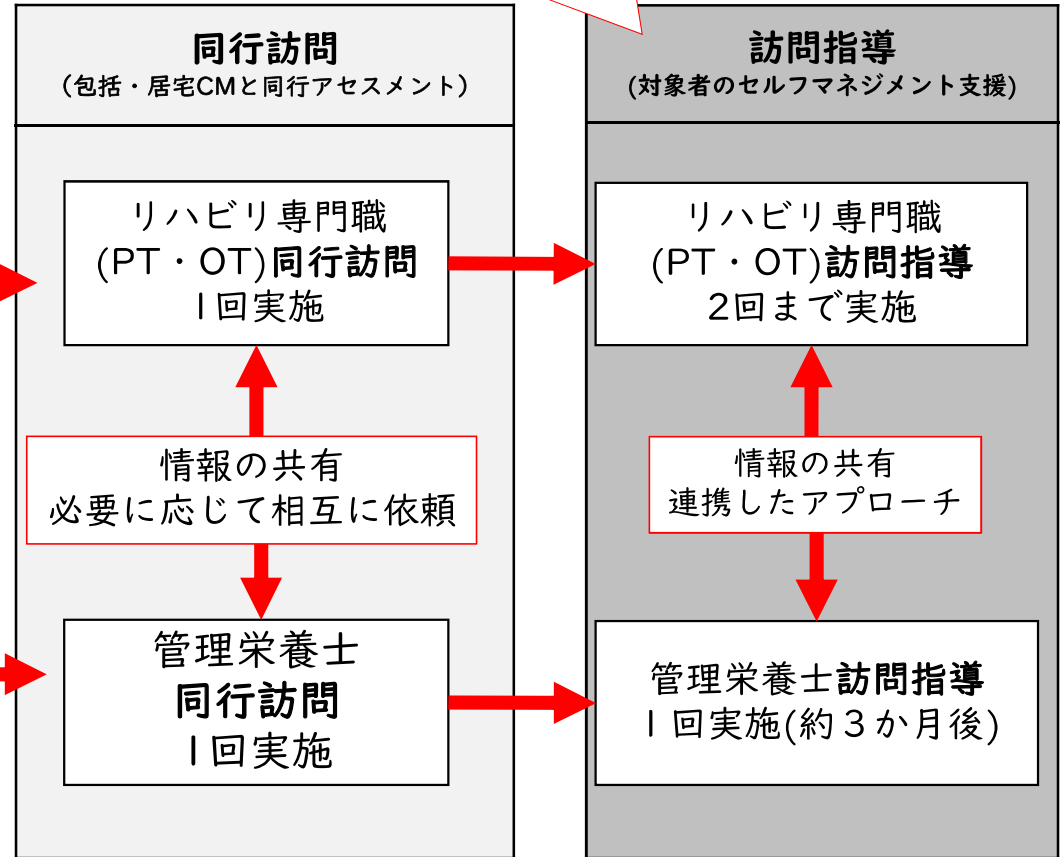 同行訪問
(包括・居宅CMと同行アセスメント)
リハビリ専門職
(PT・OT)同行訪問
1回実施
情報の共有
必要に応じて相互に依頼
管理栄養士
同行訪問
1回実施
訪問指導
(対象者のセルフマネジメント支援)
リハビリ専門職
(PT・OT)訪問指導
2回まで実施
情報の共有
連携したアプローチ
管理栄養士訪問指導
1回実施(約3か月後)